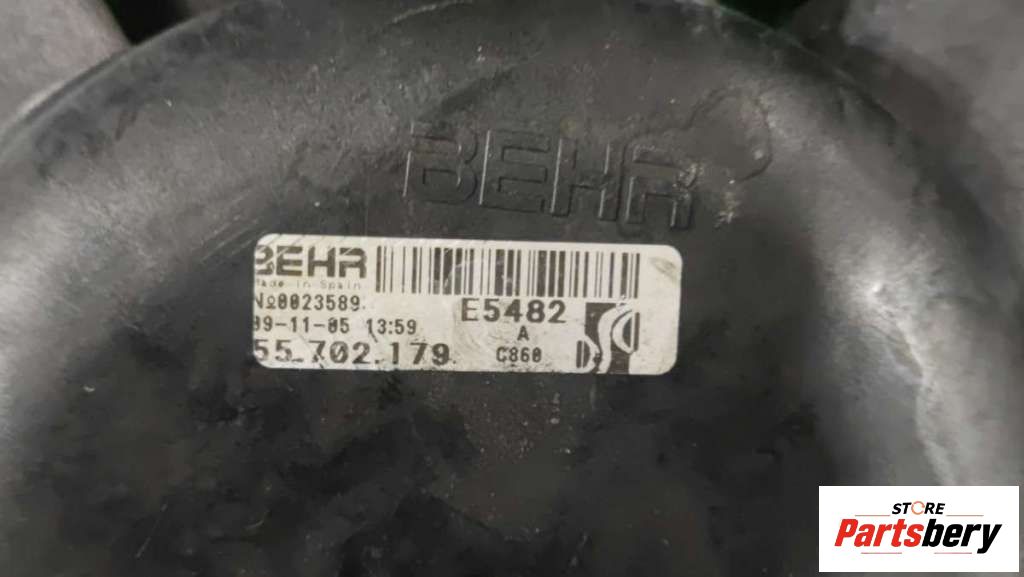 BEHR
BEHR
Made in Spain
№0023589
09-11-05 13:59
E5482
A
55.702.179
C860
STORE
Partsbery